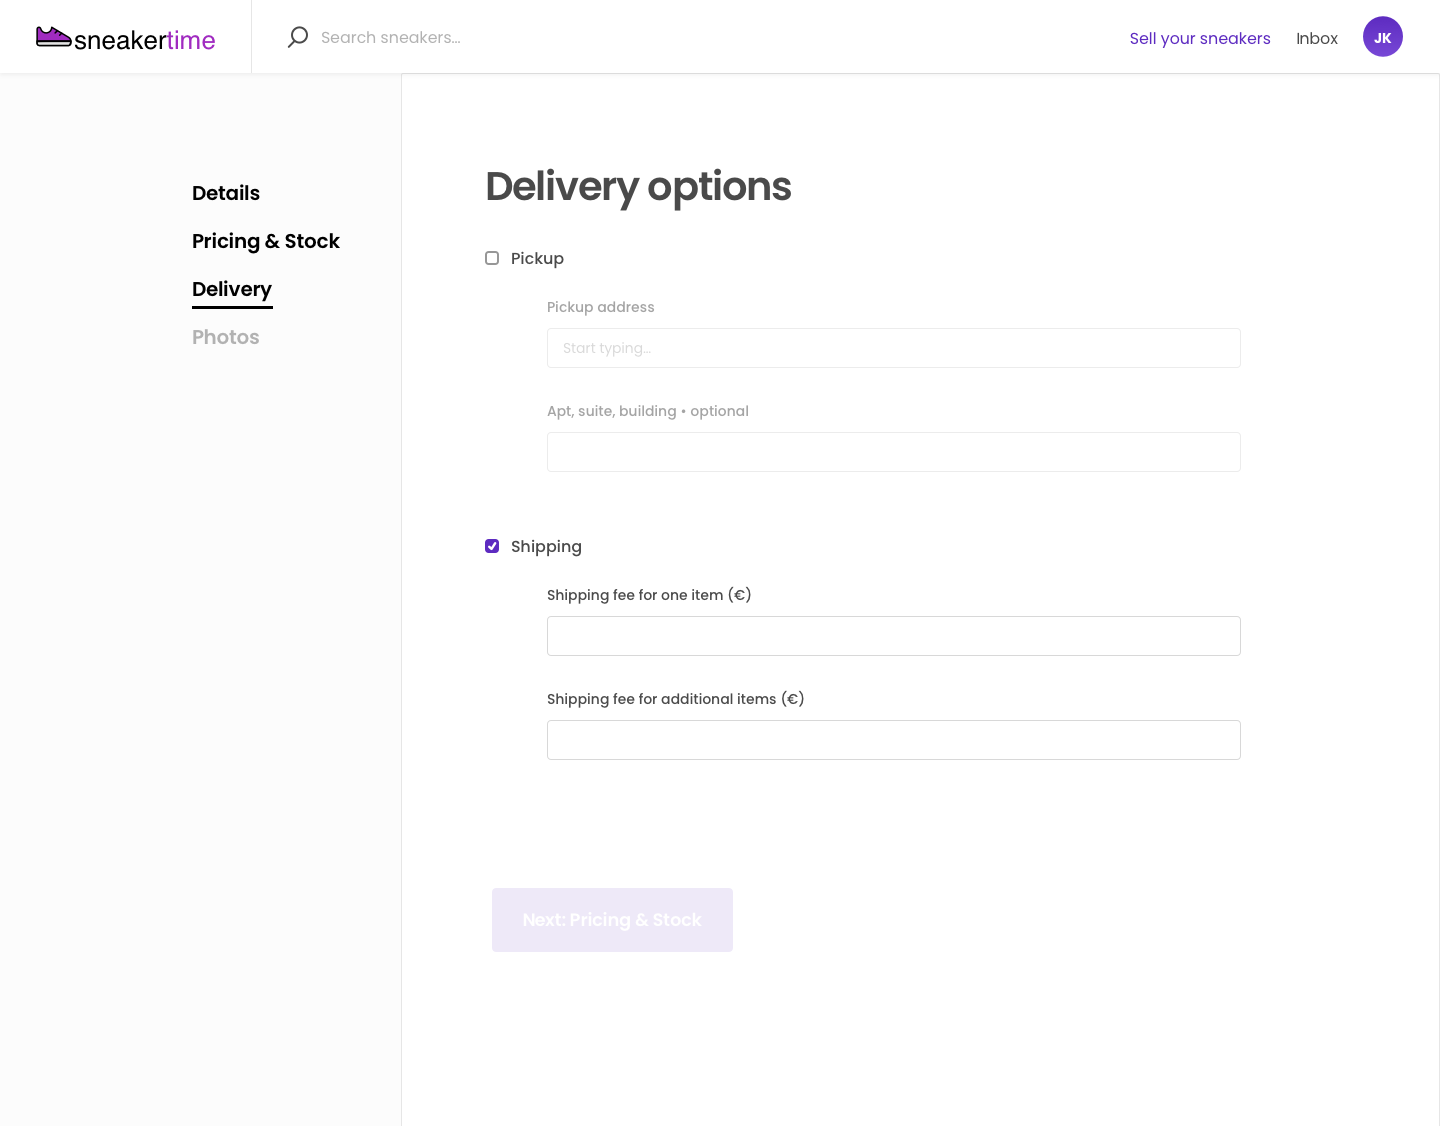 sneakertime
Search sneakers...
Sell your sneakers
Inbox
JK
Details
Pricing & Stock
Delivery
Photos
Delivery options
Pickup
Pickup address
Start typing...
Apt, suite, building • optional
Shipping
Shipping fee for one item (€)
Shipping fee for additional items (€)
Next: Pricing & Stock